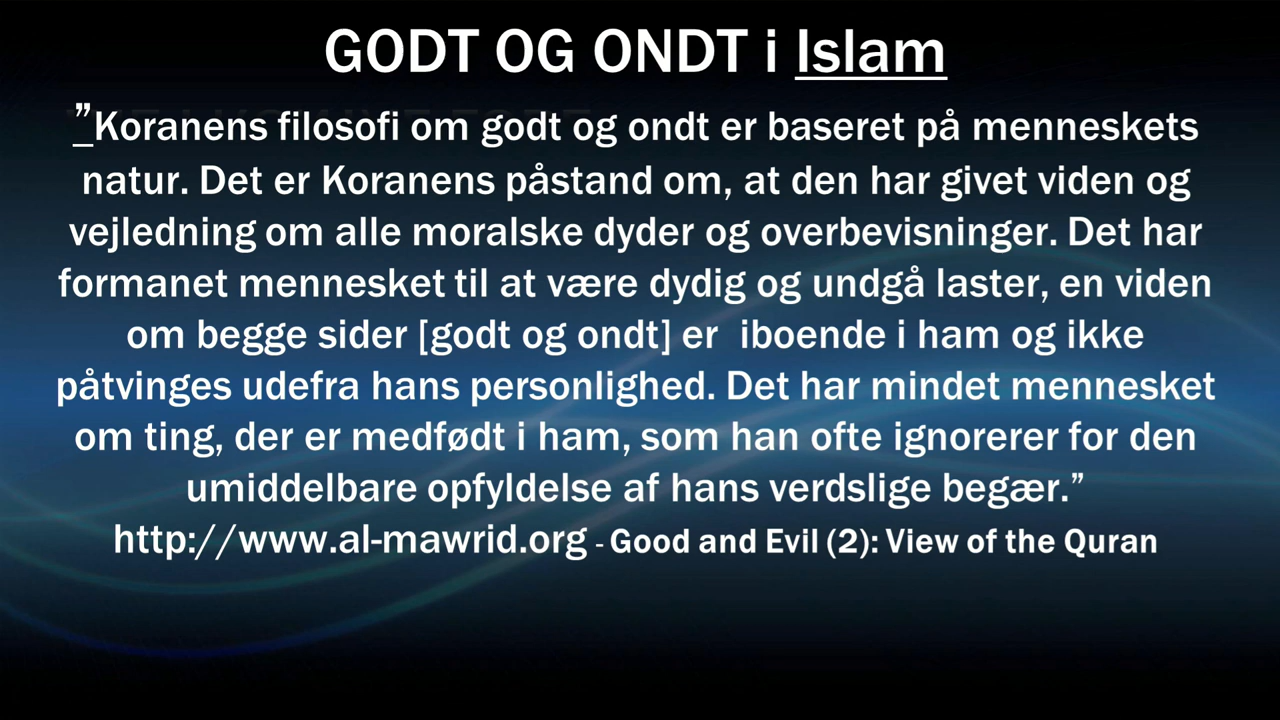 GODT OG ONDT i Islam
”Koranens filosofi om godt og ondt er baseret på menneskets
natur. Det er Koranens påstand om, at den har givet viden og
vejledning om alle moralske dyder og overbevisninger. Det har
formanet mennesket til at være dydig og undgå laster, en viden
om begge sider [godt og ondt] er iboende i ham og ikke
påtvinges udefra hans personlighed. Det har mindet mennesket
om ting, der er medfødt i ham, som han ofte ignorerer for den
umiddelbare opfyldelse af hans verdslige begær.”
http://www.al-mawrid.org - Good and Evil (2): View of the Quran